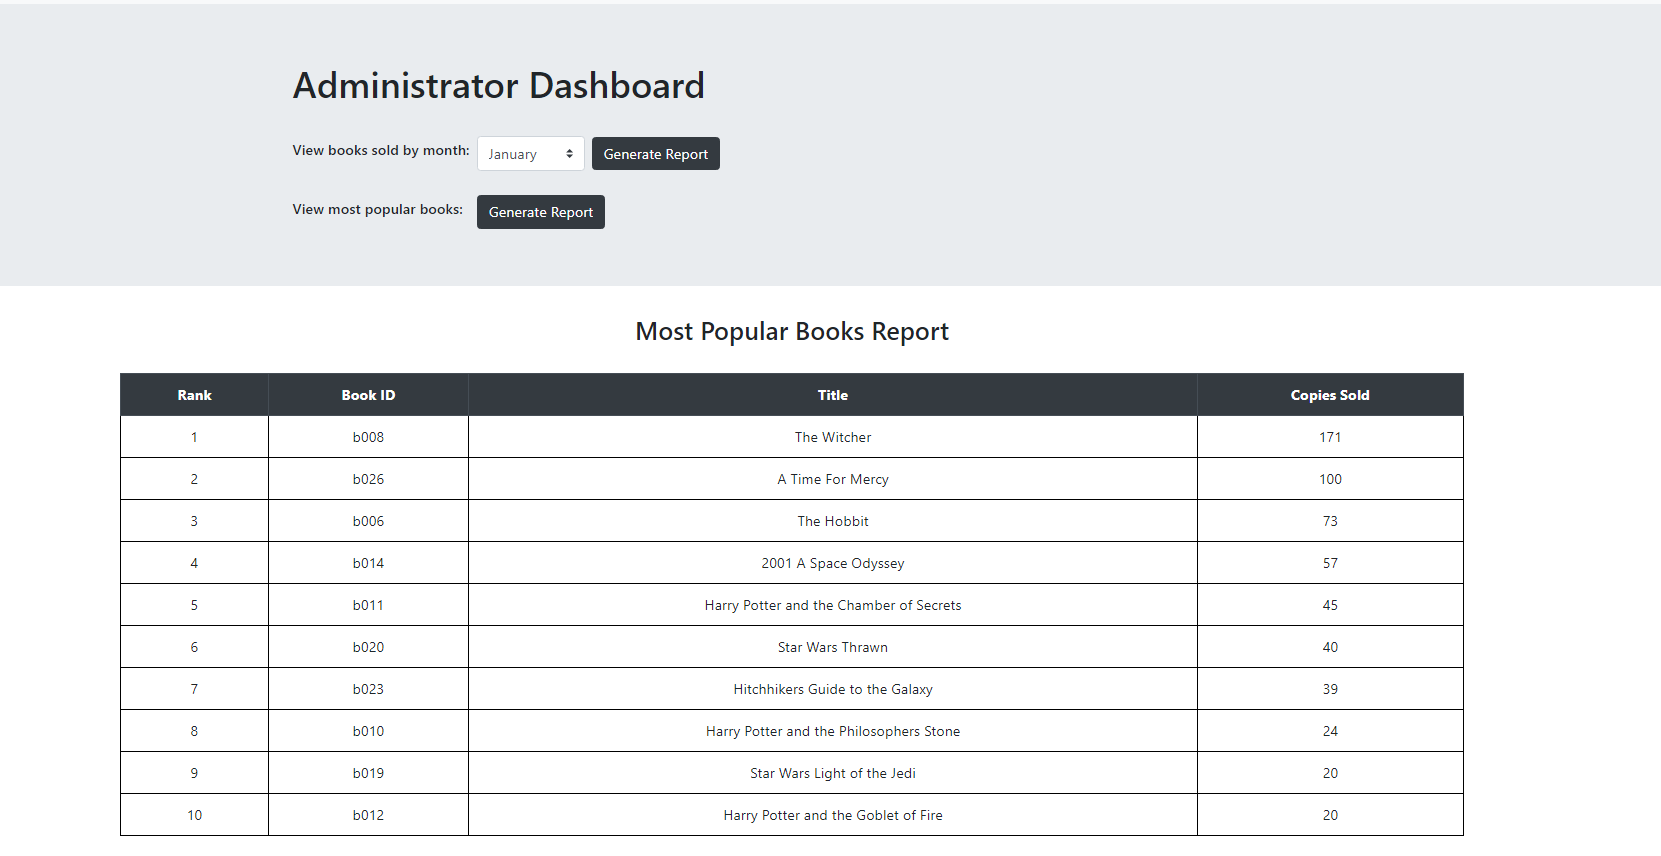 Administrator Dashboard
View books sold by month: January Generate Report
View most popular books: Generate Report
Most Popular Books Report
Rank Book ID Title Copies Sold
1 b008 The Witcher 171
2 b026 A Time For Mercy 100
3 b006 The Hobbit 73
4 b014 2001 A Space Odyssey 57
5 b011 Harry Potter and the Chamber of Secrets 45
6 b020 Star Wars Thrawn 40
7 b023 Hitchhikers Guide to the Galaxy 39
8 b010 Harry Potter and the Philosophers Stone 24
9 b019 Star Wars Light of the Jedi 20
10 b012 Harry Potter and the Goblet of Fire 20